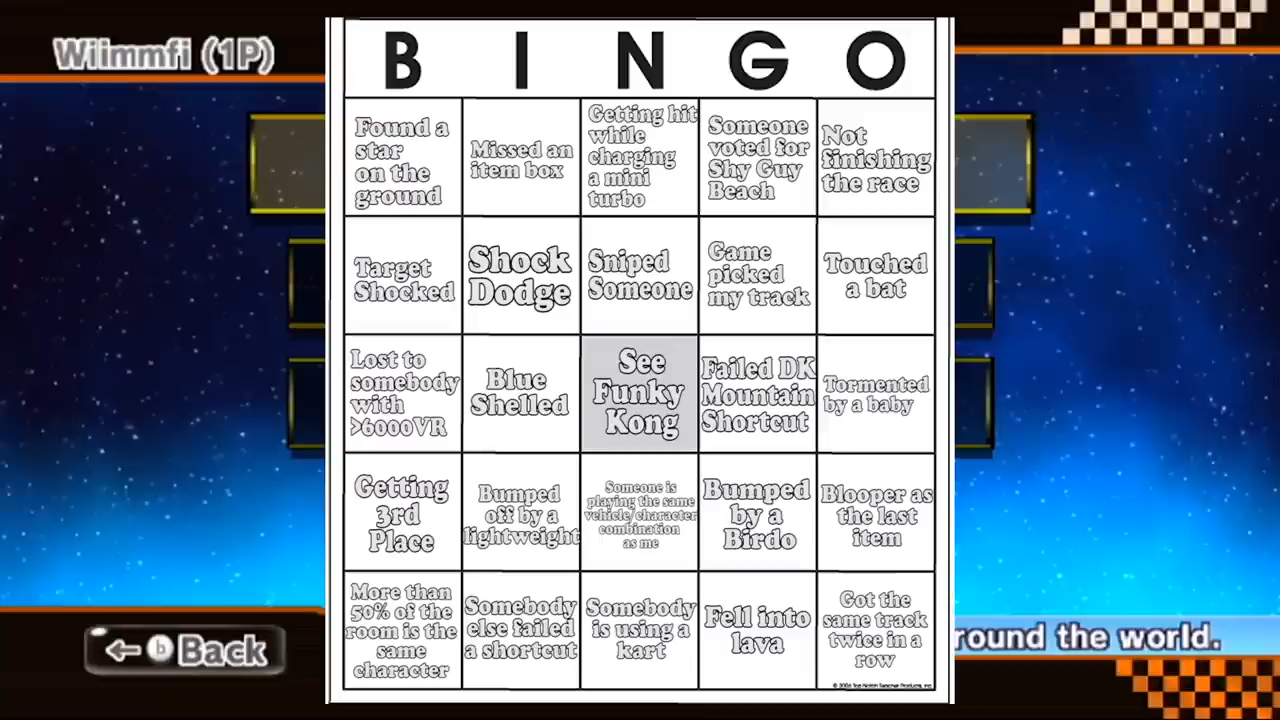 Wiimmfi (1P)
B I N G O
Found a
star
on the
ground
Missed an
item box
Getting hit
while
charging
a mini
turbo
Someone
voted for
Shy Guy
Beach
Not
finishing
the race
Target
Shocked
Shock
Dodge
Sniped
Someone
Game
picked
my track
Touched
a bat
Lost to
somebody
with
>6000VR
Blue
Shelled
See
Funky
Kong
Failed DK
Mountain
Shortcut
Tormented
by a baby
Getting
3rd
Place
Bumped
off by a
lightweight
Someone is
playing the same
vehicle/character
combination
as me
Bumped
by a
Birdo
Blooper as
the last
item
More than
50% of the
room is the
same
character
Somebody
else failed
a shortcut
Somebody
is using a
kart
Fell into
lava
Got the
same track
twice in a
row
b Back
round the world.